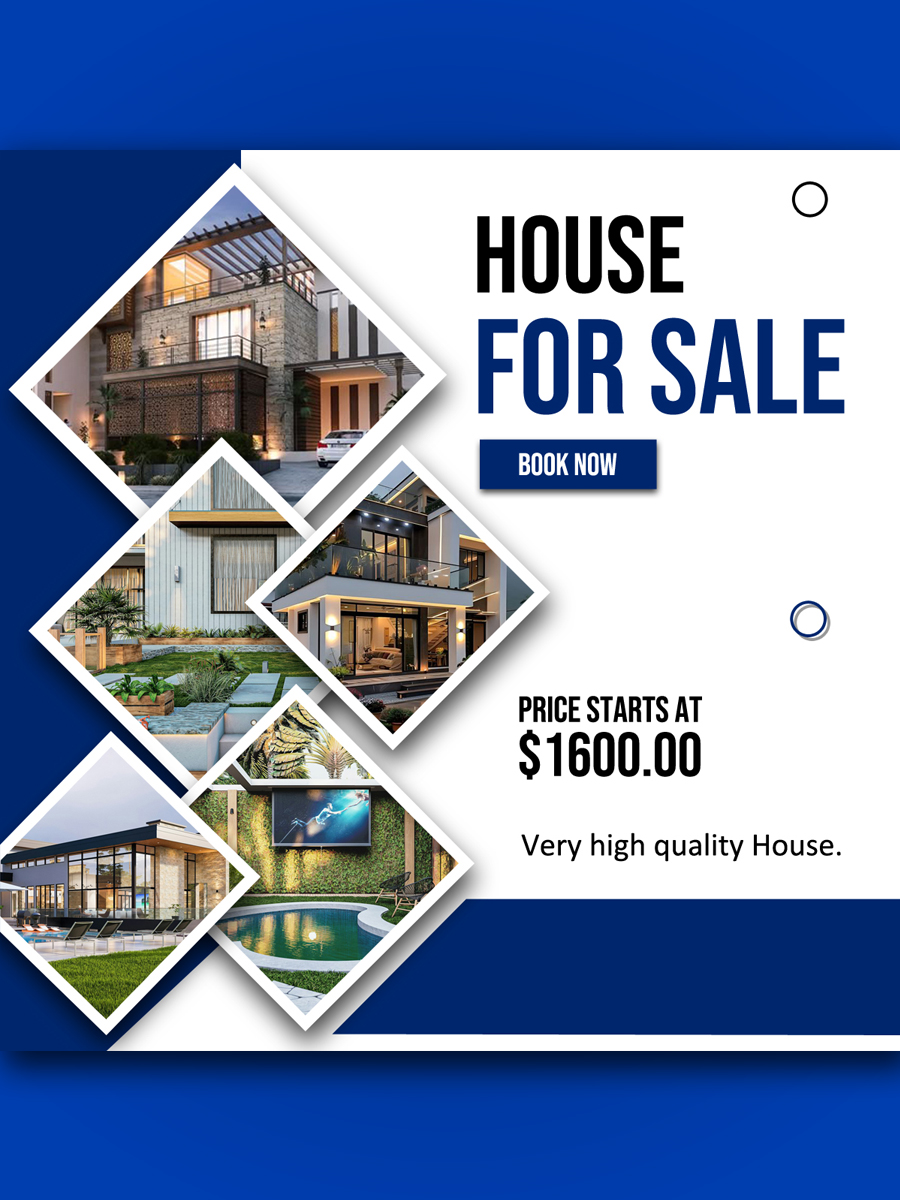 HOUSE
FOR SALE
BOOK NOW
PRICE STARTS AT
$1600.00
Very high quality House.